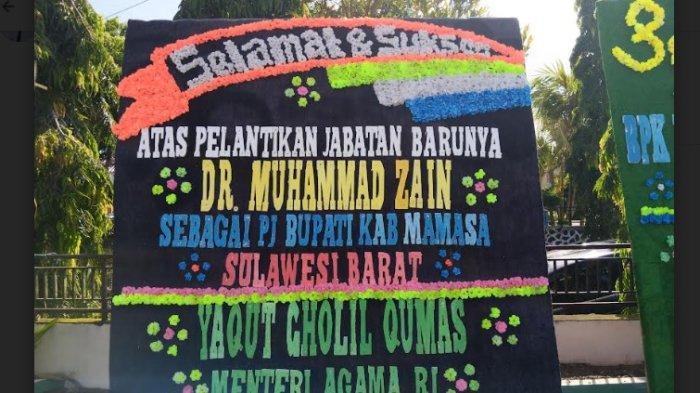 Selamat & Sukses
ATAS PELANTIKAN JABATAN BARUNYA
DR. MUHAMMAD ZAIN
SEBAGAI PJ BUPATI KAB MAMASA
SULAWESI BARAT
YAQUT CHOLIL QUMAS
MENTERI AGAMA RI
BPK